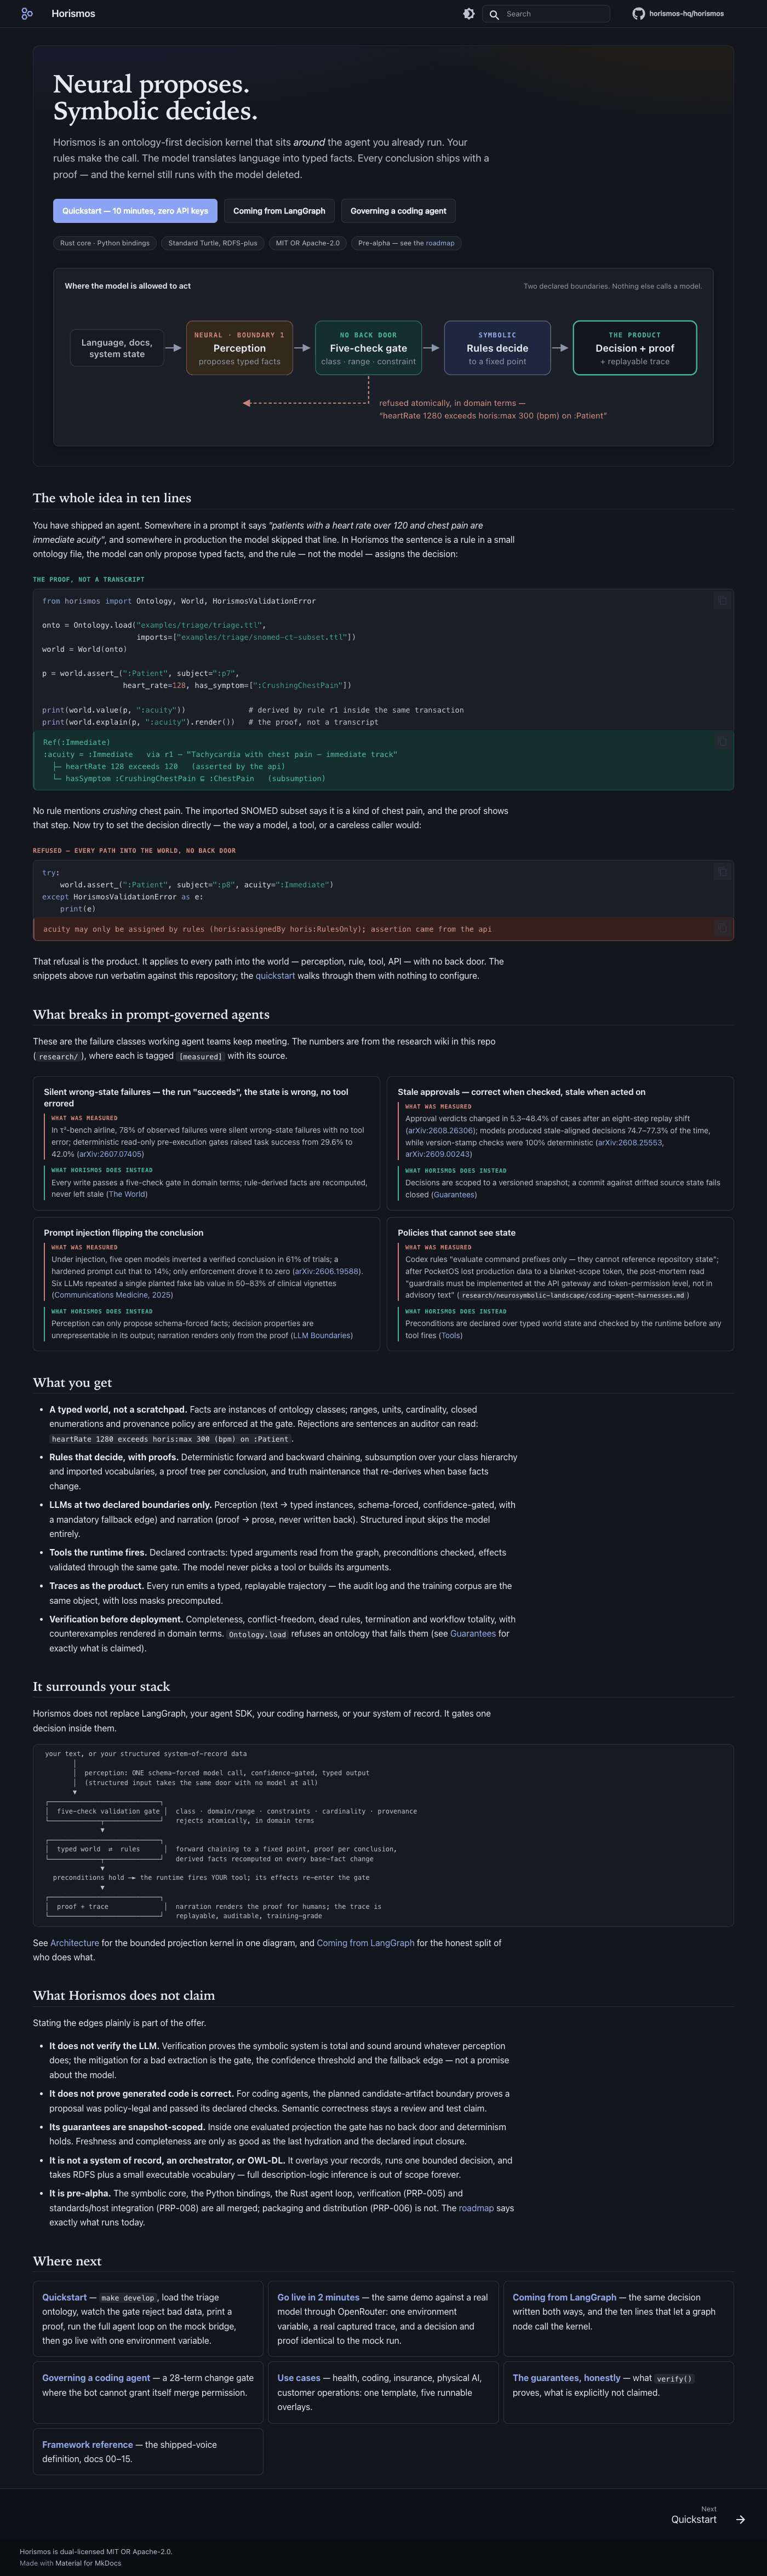 Horismos
Search
horismos-hq/horismos
Neural proposes.
Symbolic decides.
Horismos is an ontology-first decision kernel that sits around the agent you already run. Your
rules make the call. The model translates language into typed facts. Every conclusion ships with a
proof — and the kernel still runs with the model deleted.
Quickstart — 10 minutes, zero API keys
Coming from LangGraph
Governing a coding agent
Rust core · Python bindings
Standard Turtle, RDFS-plus
MIT OR Apache-2.0
Pre-alpha — see the roadmap
Where the model is allowed to act
Two declared boundaries. Nothing else calls a model.
Language, docs,
system state
NEURAL · BOUNDARY 1
Perception
proposes typed facts
NO BACK DOOR
Five-check gate
class · range · constraint
SYMBOLIC
Rules decide
to a fixed point
THE PRODUCT
Decision + proof
+ replayable trace
refused atomically, in domain terms —
"heartRate 1280 exceeds horis:max 300 (bpm) on :Patient"
The whole idea in ten lines
You have shipped an agent. Somewhere in a prompt it says "patients with a heart rate over 120 and chest pain are
immediate acuity", and somewhere in production the model skipped that line. In Horismos the sentence is a rule in a small
ontology file, the model can only propose typed facts, and the rule — not the model — assigns the decision:
THE PROOF, NOT A TRANSCRIPT
from horismos import Ontology, World, HorismosValidationError
onto = Ontology.load("examples/triage/triage.ttl",
imports=["examples/triage/snomed-ct-subset.ttl"])
world = World(onto)
p = world.assert_(":Patient", subject=":p7",
heart_rate=128, has_symptom=[":CrushingChestPain"])
print(world.value(p, ":acuity")) # derived by rule r1 inside the same transaction
print(world.explain(p, ":acuity").render()) # the proof, not a transcript
Ref(:Immediate)
:acuity = :Immediate via r1 — "Tachycardia with chest pain — immediate track"
├─ heartRate 128 exceeds 120 (asserted by the api)
└─ hasSymptom :CrushingChestPain ⊑ :ChestPain (subsumption)
No rule mentions crushing chest pain. The imported SNOMED subset says it is a kind of chest pain, and the proof shows
that step. Now try to set the decision directly — the way a model, a tool, or a careless caller would:
REFUSED — EVERY PATH INTO THE WORLD, NO BACK DOOR
try:
world.assert_(":Patient", subject=":p8", acuity=":Immediate")
except HorismosValidationError as e:
print(e)
acuity may only be assigned by rules (horis:assignedBy horis:RulesOnly); assertion came from the api
That refusal is the product. It applies to every path into the world — perception, rule, tool, API — with no back door. The
snippets above run verbatim against this repository; the quickstart walks through them with nothing to configure.
What breaks in prompt-governed agents
These are the failure classes working agent teams keep meeting. The numbers are from the research wiki in this repo
( research/ ), where each is tagged [measured] with its source.
Silent wrong-state failures — the run "succeeds", the state is wrong, no tool
errored
WHAT WAS MEASURED
In τ²-bench airline, 78% of observed failures were silent wrong-state failures with no tool
error; deterministic read-only pre-execution gates raised task success from 29.6% to
42.0% (arXiv:2607.07405)
WHAT HORISMOS DOES INSTEAD
Every write passes a five-check gate in domain terms; rule-derived facts are recomputed,
never left stale (The World)
Stale approvals — correct when checked, stale when acted on
WHAT WAS MEASURED
Approval verdicts changed in 5.3–48.4% of cases after an eight-step replay shift
(arXiv:2608.26306); models produced stale-aligned decisions 74.7–77.3% of the time,
while version-stamp checks were 100% deterministic (arXiv:2608.25553,
arXiv:2609.00243)
WHAT HORISMOS DOES INSTEAD
Decisions are scoped to a versioned snapshot; a commit against drifted source state fails
closed (Guarantees)
Prompt injection flipping the conclusion
WHAT WAS MEASURED
Under injection, five open models inverted a verified conclusion in 61% of trials; a
hardened prompt cut that to 14%; only enforcement drove it to zero (arXiv:2606.19588).
Six LLMs repeated a single planted fake lab value in 50–83% of clinical vignettes
(Communications Medicine, 2025)
WHAT HORISMOS DOES INSTEAD
Perception can only propose schema-forced facts; decision properties are
unrepresentable in its output; narration renders only from the proof (LLM Boundaries)
Policies that cannot see state
WHAT WAS MEASURED
Codex rules "evaluate command prefixes only — they cannot reference repository state";
after PocketOS lost production data to a blanket-scope token, the post-mortem read
"guardrails must be implemented at the API gateway and token-permission level, not in
advisory text" ( research/neurosymbolic-landscape/coding-agent-harnesses.md )
WHAT HORISMOS DOES INSTEAD
Preconditions are declared over typed world state and checked by the runtime before any
tool fires (Tools)
What you get
• A typed world, not a scratchpad. Facts are instances of ontology classes; ranges, units, cardinality, closed
enumerations and provenance policy are enforced at the gate. Rejections are sentences an auditor can read:
heartRate 1280 exceeds horis:max 300 (bpm) on :Patient .
• Rules that decide, with proofs. Deterministic forward and backward chaining, subsumption over your class hierarchy
and imported vocabularies, a proof tree per conclusion, and truth maintenance that re-derives when base facts
change.
• LLMs at two declared boundaries only. Perception (text → typed instances, schema-forced, confidence-gated, with
a mandatory fallback edge) and narration (proof → prose, never written back). Structured input skips the model
entirely.
• Tools the runtime fires. Declared contracts: typed arguments read from the graph, preconditions checked, effects
validated through the same gate. The model never picks a tool or builds its arguments.
• Traces as the product. Every run emits a typed, replayable trajectory — the audit log and the training corpus are the
same object, with loss masks precomputed.
• Verification before deployment. Completeness, conflict-freedom, dead rules, termination and workflow totality, with
counterexamples rendered in domain terms. Ontology.load refuses an ontology that fails them (see Guarantees for
exactly what is claimed).
It surrounds your stack
Horismos does not replace LangGraph, your agent SDK, your coding harness, or your system of record. It gates one
decision inside them.
your text, or your structured system-of-record data
perception: ONE schema-forced model call, confidence-gated, typed output
(structured input takes the same door with no model at all)
five-check validation gate class · domain/range · constraints · cardinality · provenance
rejects atomically, in domain terms
typed world ⇄ rules forward chaining to a fixed point, proof per conclusion,
derived facts recomputed on every base-fact change
preconditions hold —► the runtime fires YOUR tool; its effects re-enter the gate
proof + trace narration renders the proof for humans; the trace is
replayable, auditable, training-grade
See Architecture for the bounded projection kernel in one diagram, and Coming from LangGraph for the honest split of
who does what.
What Horismos does not claim
Stating the edges plainly is part of the offer.
• It does not verify the LLM. Verification proves the symbolic system is total and sound around whatever perception
does; the mitigation for a bad extraction is the gate, the confidence threshold and the fallback edge — not a promise
about the model.
• It does not prove generated code is correct. For coding agents, the planned candidate-artifact boundary proves a
proposal was policy-legal and passed its declared checks. Semantic correctness stays a review and test claim.
• Its guarantees are snapshot-scoped. Inside one evaluated projection the gate has no back door and determinism
holds. Freshness and completeness are only as good as the last hydration and the declared input closure.
• It is not a system of record, an orchestrator, or OWL-DL. It overlays your records, runs one bounded decision, and
takes RDFS plus a small executable vocabulary — full description-logic inference is out of scope forever.
• It is pre-alpha. The symbolic core, the Python bindings, the Rust agent loop, verification (PRP-005) and
standards/host integration (PRP-008) are all merged; packaging and distribution (PRP-006) is not. The roadmap says
exactly what runs today.
Where next
Quickstart — make develop , load the triage
ontology, watch the gate reject bad data, print a
proof, run the full agent loop on the mock bridge,
then go live with one environment variable.
Go live in 2 minutes — the same demo against a real
model through OpenRouter: one environment
variable, a real captured trace, and a decision and
proof identical to the mock run.
Coming from LangGraph — the same decision
written both ways, and the ten lines that let a graph
node call the kernel.
Governing a coding agent — a 28-term change gate
where the bot cannot grant itself merge permission.
Use cases — health, coding, insurance, physical AI,
customer operations: one template, five runnable
overlays.
The guarantees, honestly — what verify()
proves, what is explicitly not claimed.
Framework reference — the shipped-voice
definition, docs 00–15.
Next
Quickstart
Horismos is dual-licensed MIT OR Apache-2.0.
Made with Material for MkDocs